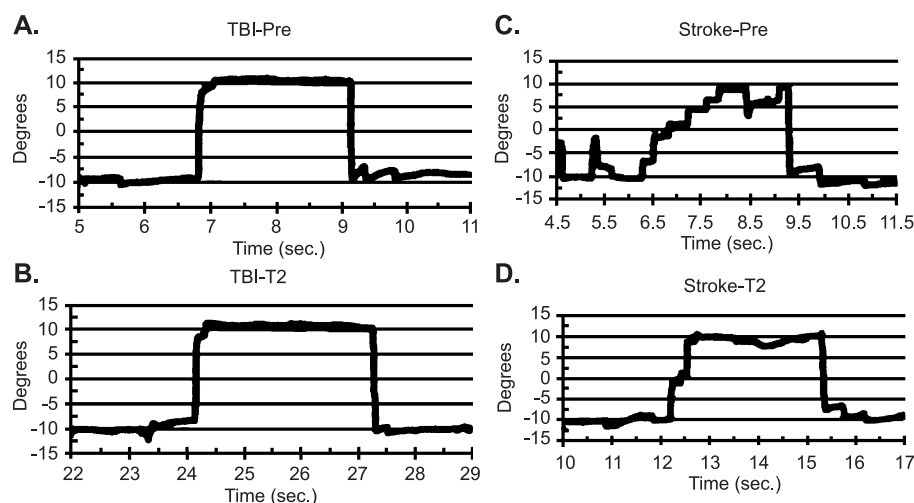 A.
TBI-Pre
Degrees
15
10
5
0
-5
-10
-15
5 6 7 8 9 10 11
Time (sec.)
B.
TBI-T2
Degrees
15
10
5
0
-5
-10
-15
22 23 24 25 26 27 28 29
Time (sec.)
C.
Stroke-Pre
Degrees
15
10
5
0
-5
-10
-15
4.5 5.5 6.5 7.5 8.5 9.5 10.5 11.5
Time (sec.)
D.
Stroke-T2
Degrees
15
10
5
0
-5
-10
-15
10 11 12 13 14 15 16 17
Time (sec.)